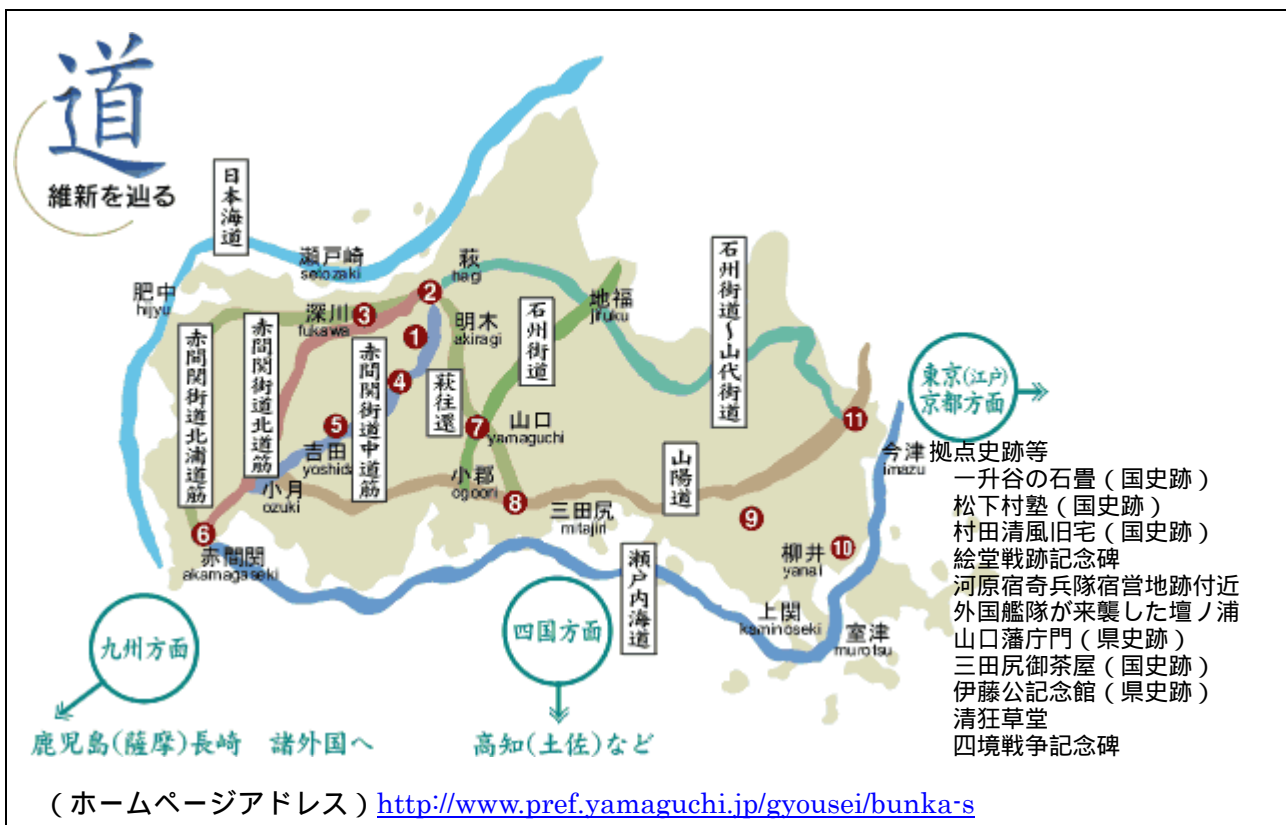 道
維新を辿る
日本海道
瀬戸崎
setozaki
萩
hagi
肥中
hijyu
深川
fukawa
明木
akiragi
地福
jifuku
石州街道
石州街道~山代街道
赤間関街道北浦道筋
赤間関街道北道筋
赤間関街道中道筋
萩往還
東京(江戸)
京都方面
吉田
yoshida
山口
yamaguchi
山陽道
今津
imazu
小月
ozuki
小郡
ogoori
三田尻
mitajiri
柳井
yanai
赤間関
akamagaseki
瀬戸内海道
上関
kaminoseki
室津
murotsu
1
2
3
4
5
6
7
8
9
10
11
九州方面
四国方面
鹿児島(薩摩)長崎 諸外国へ
高知(土佐)など
拠点史跡等
一升谷の石畳(国史跡)
松下村塾(国史跡)
村田清風旧宅(国史跡)
絵堂戦跡記念碑
河原宿奇兵隊宿営地跡付近
外国艦隊が来襲した壇ノ浦
山口藩庁門(県史跡)
三田尻御茶屋(国史跡)
伊藤公記念館(県史跡)
清狂草堂
四境戦争記念碑
(ホームページアドレス)http://www.pref.yamaguchi.jp/gyousei/bunka-s